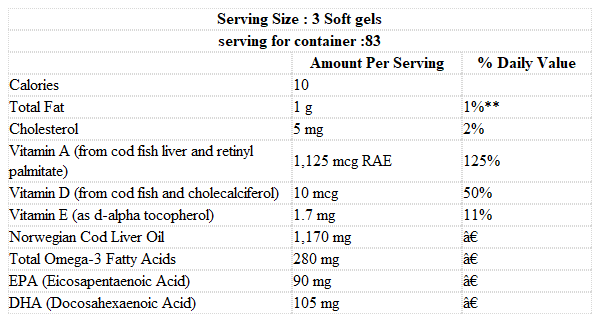 Serving Size : 3 Soft gels
serving for container :83
Amount Per Serving % Daily Value
Calories 10
Total Fat 1 g 1%**
Cholesterol 5 mg 2%
Vitamin A (from cod fish liver and retinyl
palmitate) 1,125 mcg RAE 125%
Vitamin D (from cod fish and cholecalciferol) 10 mcg 50%
Vitamin E (as d-alpha tocopherol) 1.7 mg 11%
Norwegian Cod Liver Oil 1,170 mg â€
Total Omega-3 Fatty Acids 280 mg â€
EPA (Eicosapentaenoic Acid) 90 mg â€
DHA (Docosahexaenoic Acid) 105 mg â€